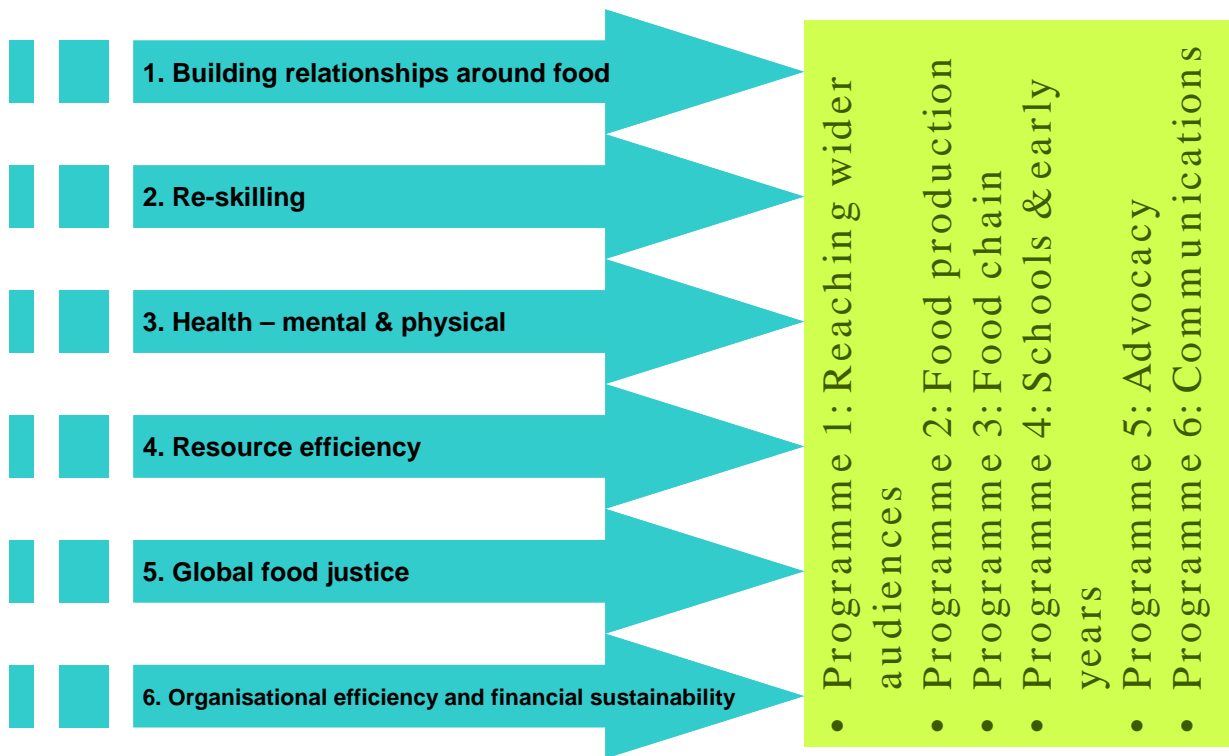 1. Building relationships around food
2. Re-skilling
3. Health – mental & physical
4. Resource efficiency
5. Global food justice
6. Organisational efficiency and financial sustainability
• Programme 1: Reaching wider
audiences
• Programme 2: Food production
• Programme 3: Food chain
• Programme 4: Schools & early
years
• Programme 5: Advocacy
• Programme 6: Communications